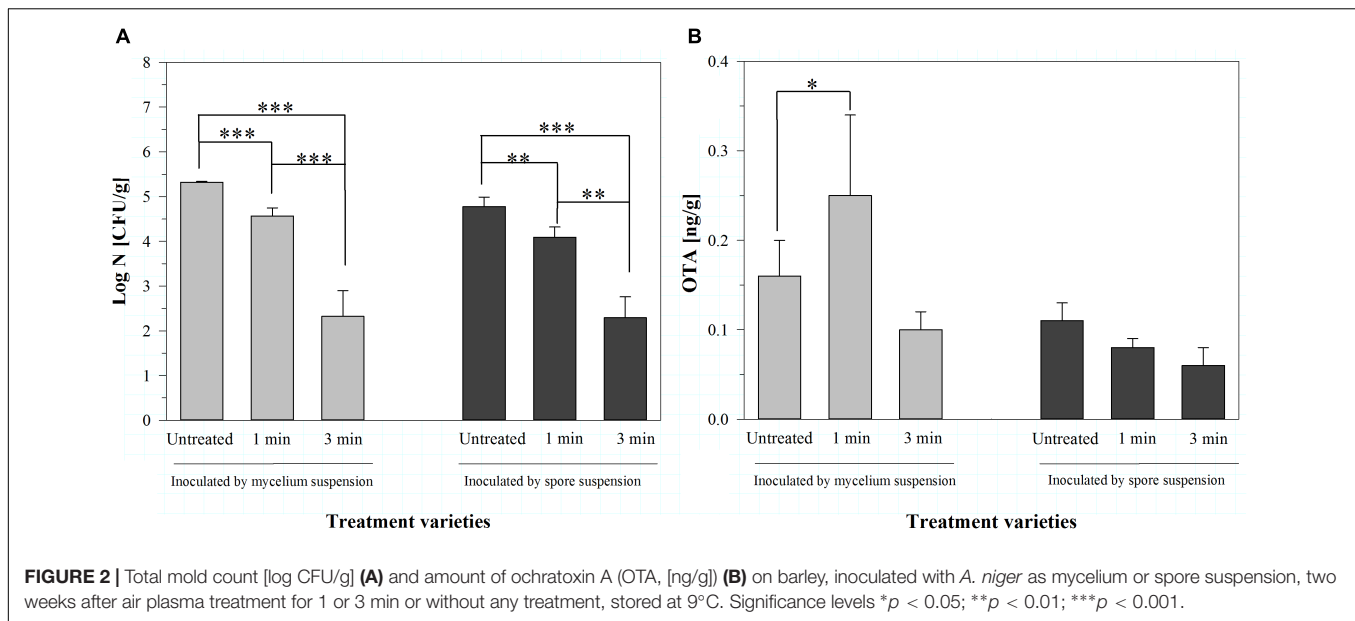 A
8
7
6
5
4
3
2
1
0
Log N [CFU/g]
***
***
***
***
**
**
Untreated 1 min 3 min
Untreated 1 min 3 min
Inoculated by mycelium suspension
Inoculated by spore suspension
Treatment varieties
B
0.4
0.3
0.2
0.1
0.0
OTA [ng/g]
*
Untreated 1 min 3 min
Untreated 1 min 3 min
Inoculated by mycelium suspension
Inoculated by spore suspension
Treatment varieties
FIGURE 2 | Total mold count [log CFU/g] (A) and amount of ochratoxin A (OTA, [ng/g]) (B) on barley, inoculated with A. niger as mycelium or spore suspension, two
weeks after air plasma treatment for 1 or 3 min or without any treatment, stored at 9°C. Significance levels *p < 0.05; **p < 0.01; ***p < 0.001.